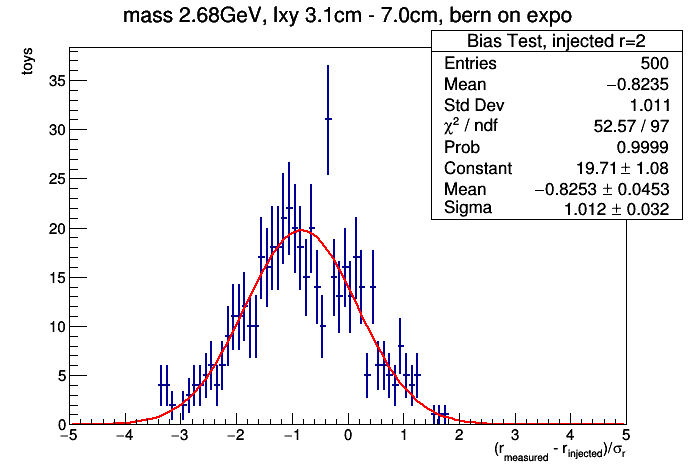 mass 2.68GeV, lxy 3.1cm - 7.0cm, bern on expo
Bias Test, injected r=2
Entries 500
Mean −0.8235
Std Dev 1.011
χ² / ndf 52.57 / 97
Prob 0.9999
Constant 19.71 ± 1.08
Mean −0.8253 ± 0.0453
Sigma 1.012 ± 0.032
toys
35
30
25
20
15
10
5
0
−5 −4 −3 −2 −1 0 1 2 3 4 5
(r_measured - r_injected)/σ_r